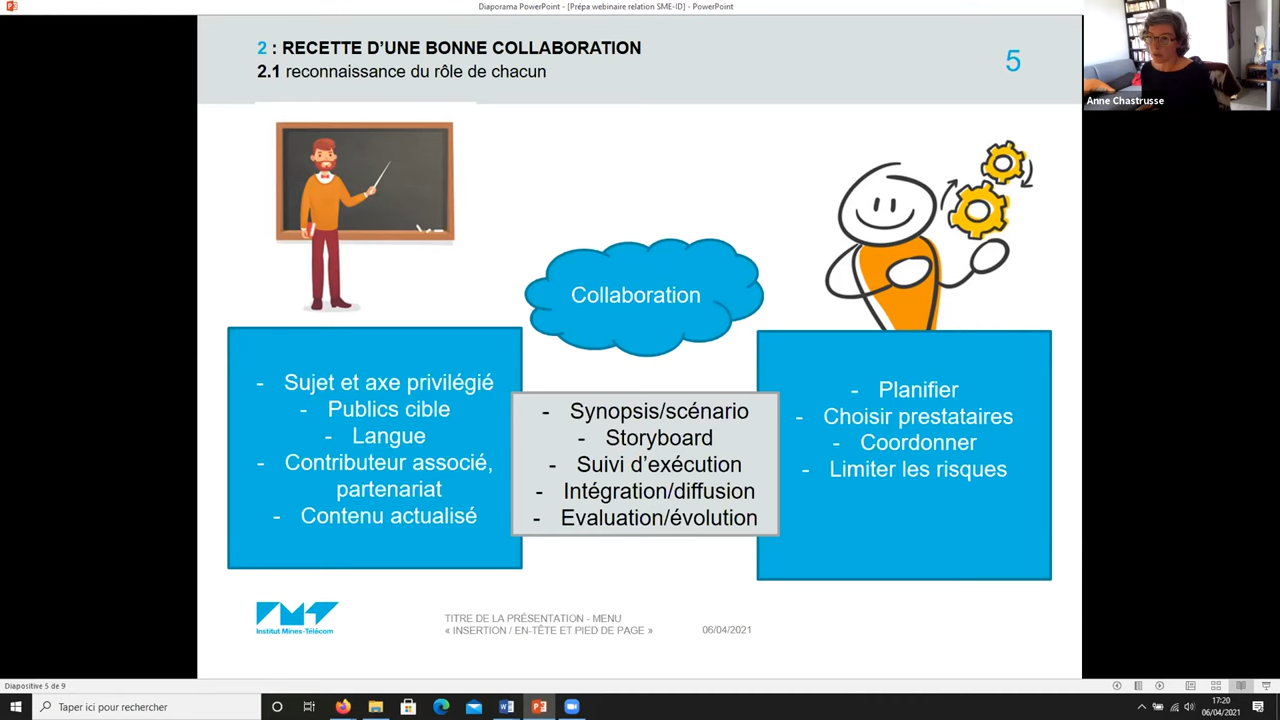 Diaporama PowerPoint - [Prépa webinaire relation SME-ID] - PowerPoint
2 : RECETTE D’UNE BONNE COLLABORATION
2.1 reconnaissance du rôle de chacun
5
Anne Chastrusse
Collaboration
- Sujet et axe privilégié
- Publics cible
- Langue
- Contributeur associé,
partenariat
- Contenu actualisé
- Synopsis/scénario
- Storyboard
- Suivi d’exécution
- Intégration/diffusion
- Evaluation/évolution
- Planifier
- Choisir prestataires
- Coordonner
- Limiter les risques
Institut Mines-Télécom
TITRE DE LA PRÉSENTATION - MENU
« INSERTION / EN-TÊTE ET PIED DE PAGE »
06/04/2021
Diapositive 5 de 9
Taper ici pour rechercher
17:20
06/04/2021